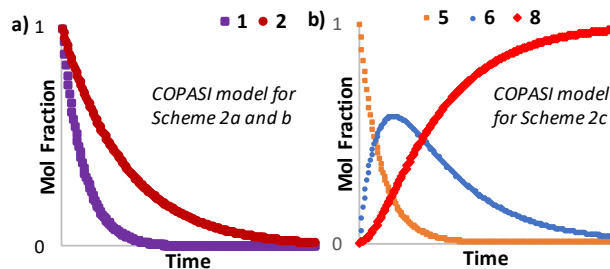 a)
1 2
1
Mol Fraction
0
Time
COPASI model for
Scheme 2a and b
b)
5 6 8
1
Mol Fraction
0
Time
COPASI model
for Scheme 2c